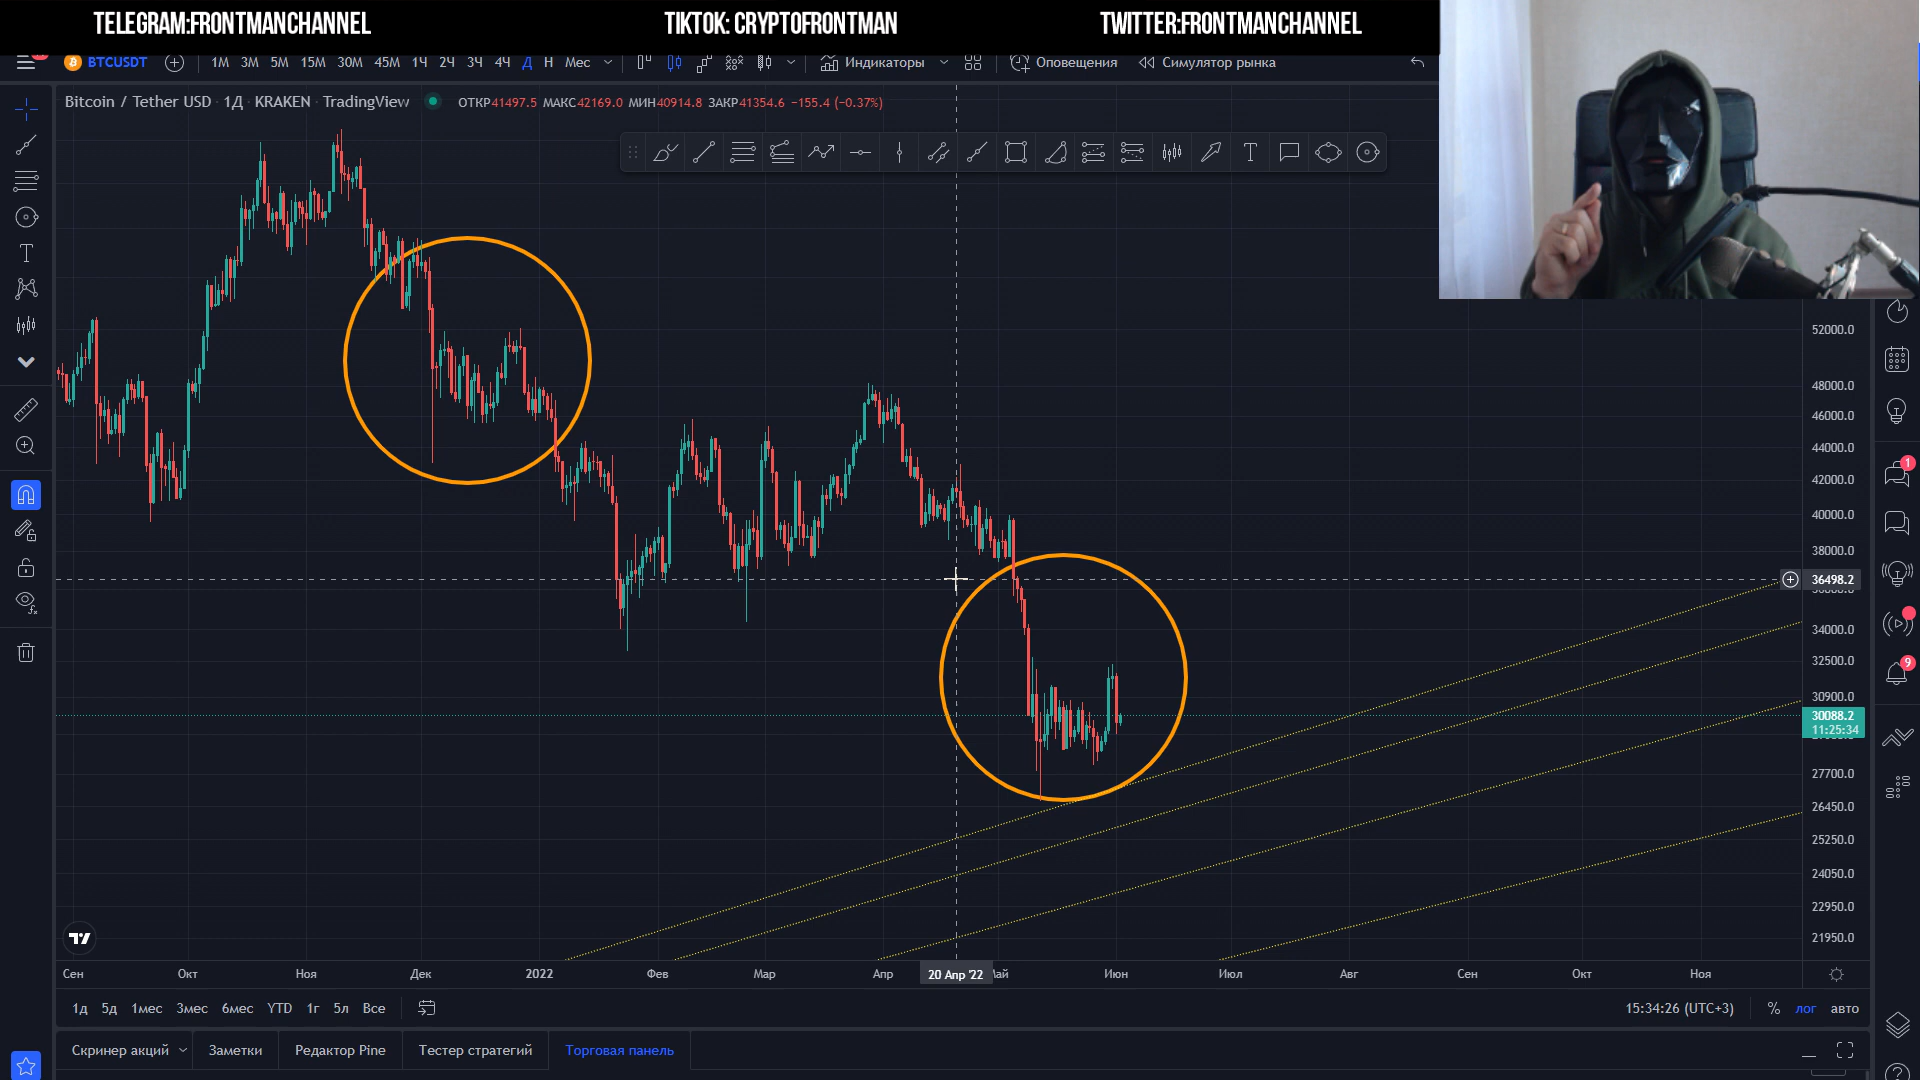 TELEGRAM:FRONTMANCHANNEL
TIKTOK: CRYPTOFRONTMAN
TWITTER:FRONTMANCHANNEL
BTCUSDT 1М 3М 5М 15М 30М 45М 1Ч 2Ч 3Ч 4Ч Д Н Мес Индикаторы Оповещения Симулятор рынка
Bitcoin / Tether USD · 1Д · KRAKEN · TradingView ОТКР41497.5 МАКС42169.0 МИН40914.8 ЗАКР41354.6 −155.4 (−0.37%)
52000.0
48000.0
46000.0
44000.0
42000.0
40000.0
38000.0
36498.2
34000.0
32500.0
30900.0
30088.2
11:25:34
27700.0
26450.0
25250.0
24050.0
22950.0
21950.0
1
9
Сен Окт Ноя Дек 2022 Фев Мар Апр 20 Апр '22 Май Июн Июл Авг Сен Окт Ноя
1д 5д 1мес 3мес 6мес YTD 1г 5л Все 15:34:26 (UTC+3) % лог авто
Скринер акций Заметки Редактор Pine Тестер стратегий Торговая панель